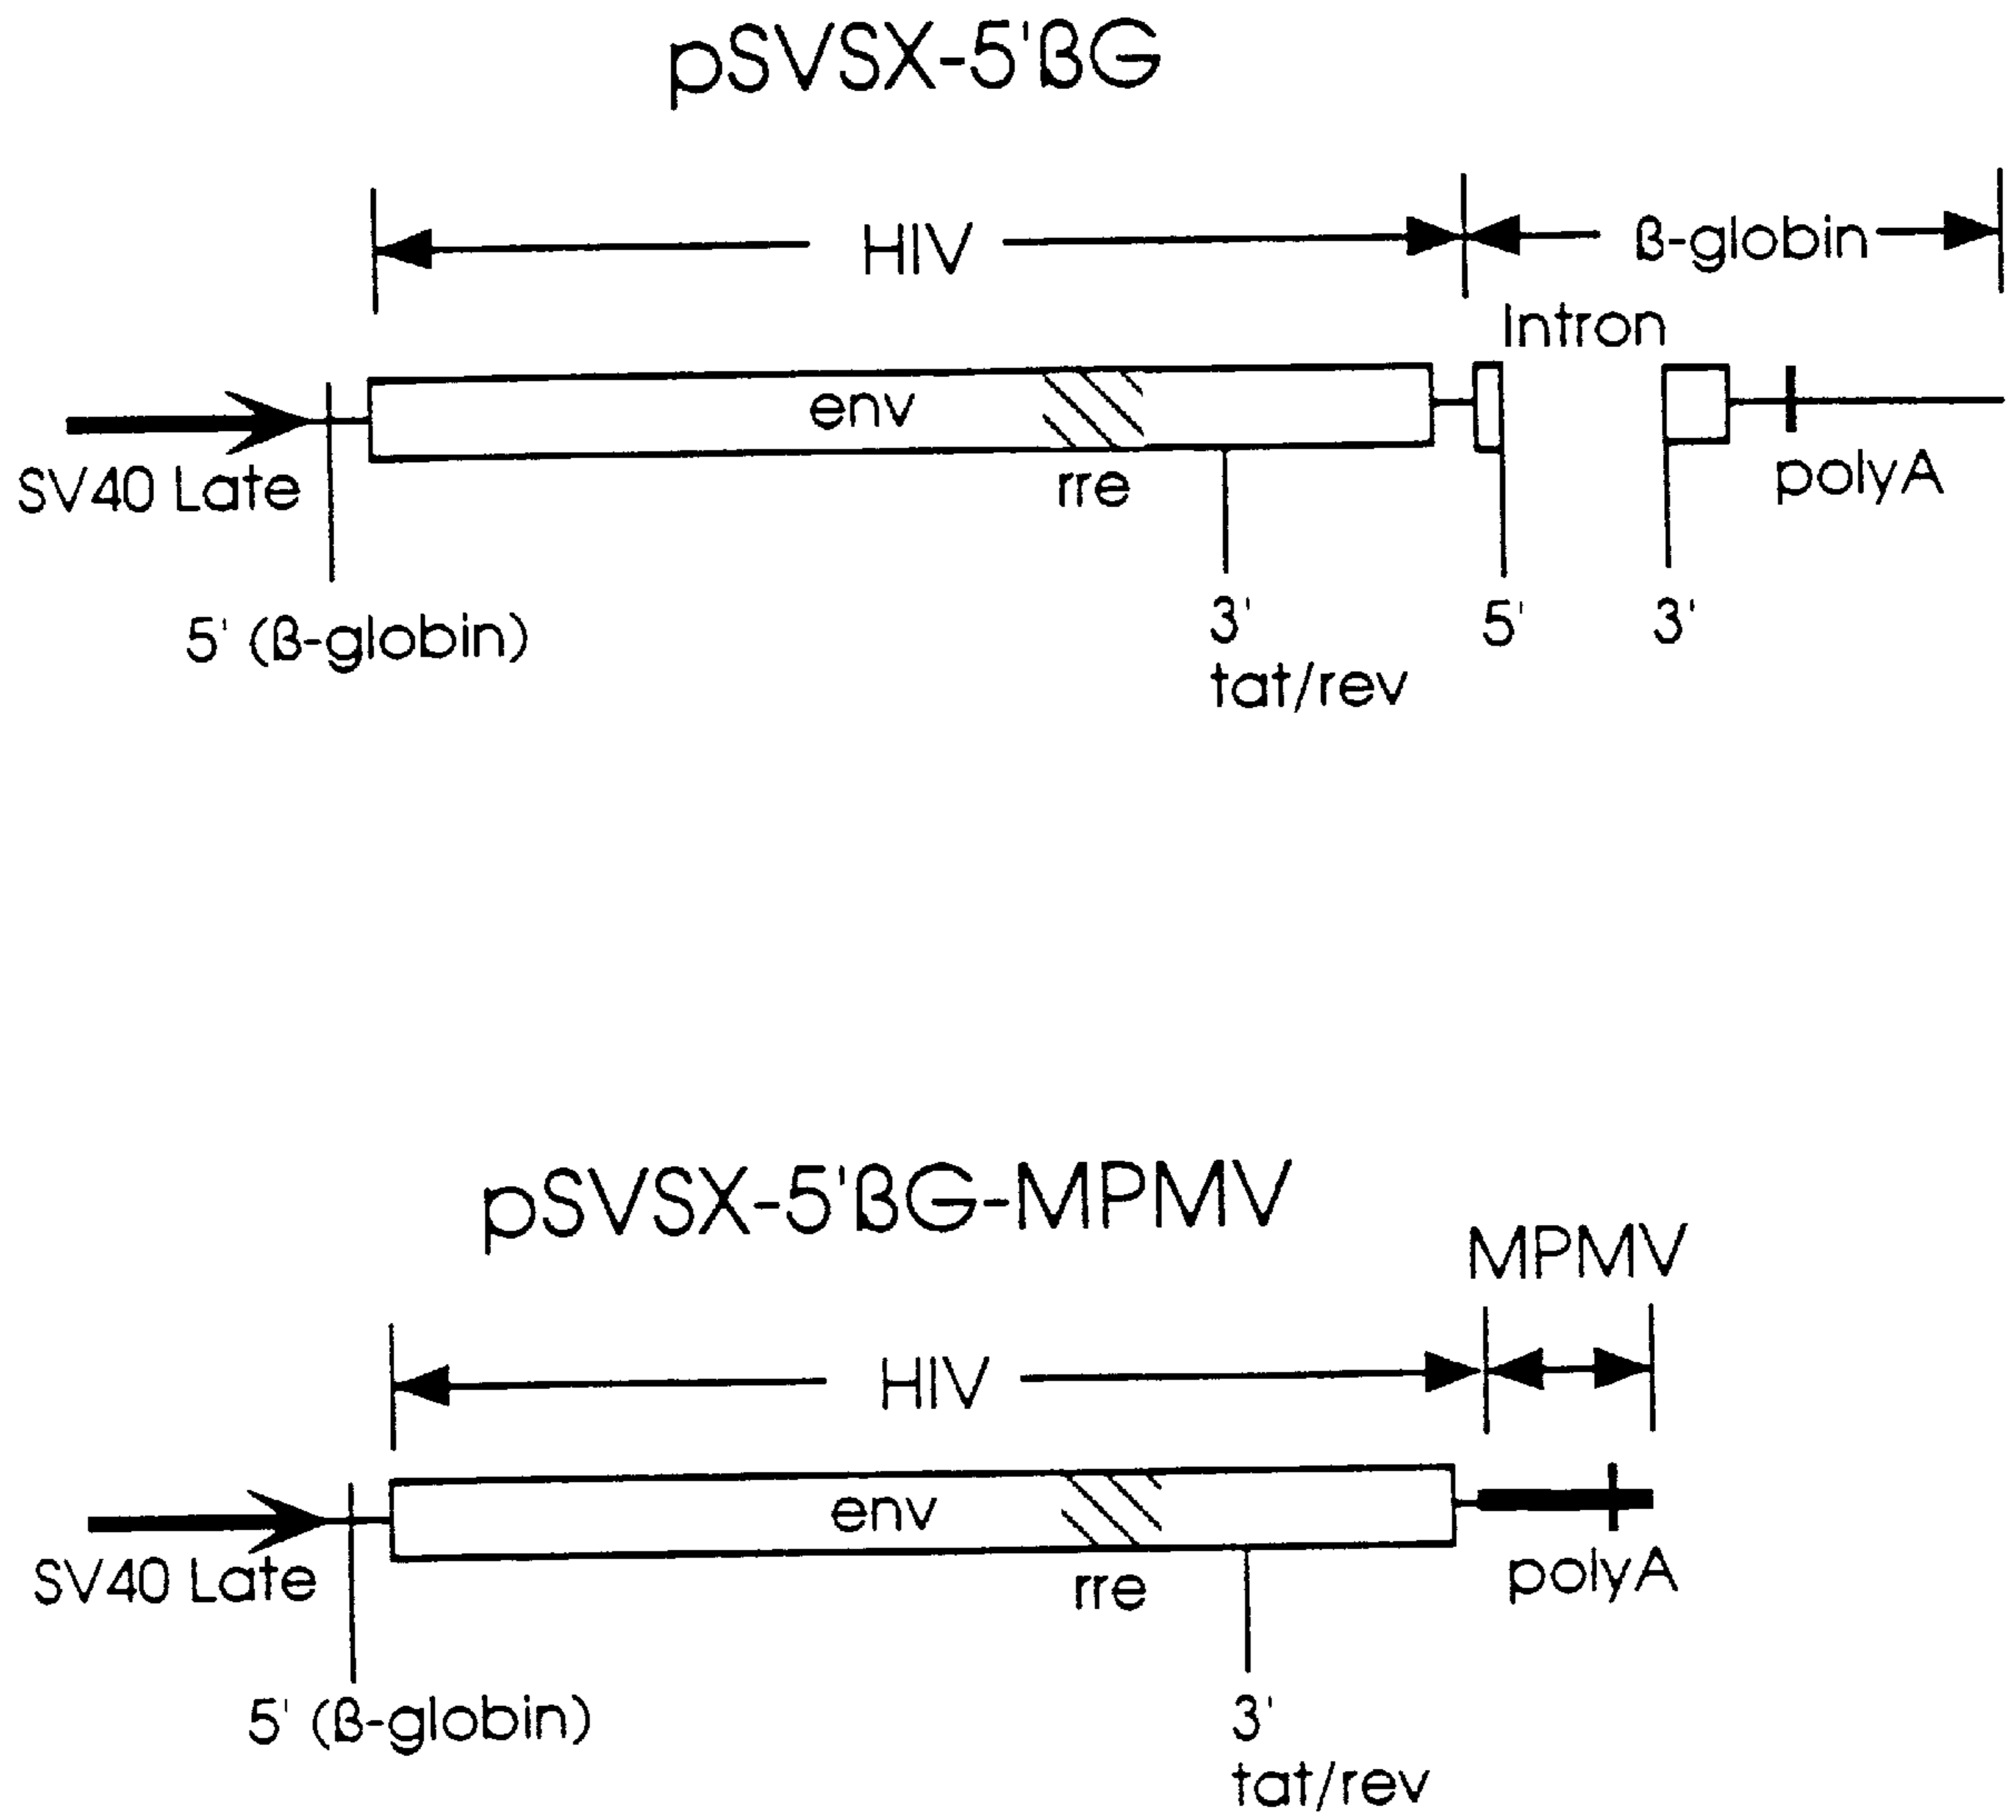 pSVSX-5'ßG
HIV
ß-globin
Intron
env
SV40 Late
rre
polyA
5' (ß-globin)
3'
tat/rev
5'
3'
pSVSX-5'ßG-MPMV
MPMV
HIV
env
SV40 Late
rre
polyA
5' (ß-globin)
3'
tat/rev